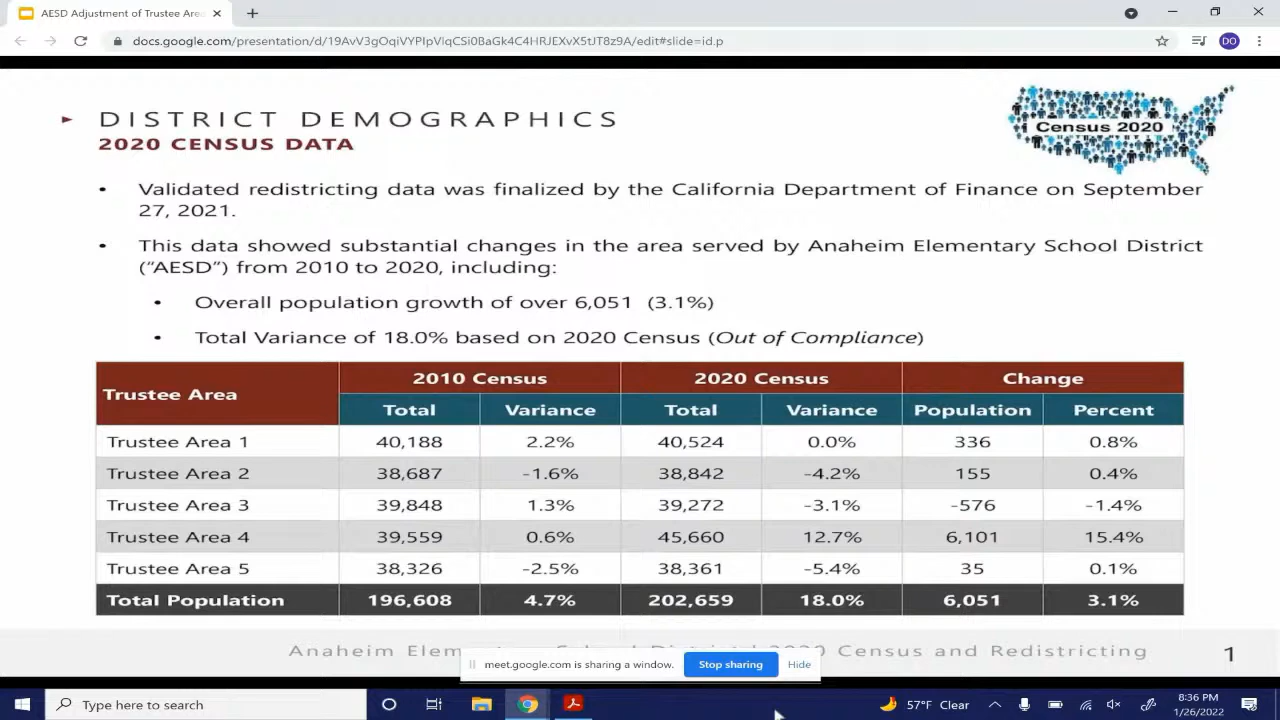 AESD Adjustment of Trustee Area
docs.google.com/presentation/d/19AvV3gOqiVYPIpVlqCSi0BaGk4C4HRJEXvX5tJT8z9A/edit#slide=id.p
DO
DISTRICT DEMOGRAPHICS
2020 CENSUS DATA
Census 2020
• Validated redistricting data was finalized by the California Department of Finance on September
27, 2021.
• This data showed substantial changes in the area served by Anaheim Elementary School District
(“AESD”) from 2010 to 2020, including:
• Overall population growth of over 6,051 (3.1%)
• Total Variance of 18.0% based on 2020 Census (Out of Compliance)
Trustee Area 2010 Census 2020 Census Change
Total Variance Total Variance Population Percent
Trustee Area 1 40,188 2.2% 40,524 0.0% 336 0.8%
Trustee Area 2 38,687 -1.6% 38,842 -4.2% 155 0.4%
Trustee Area 3 39,848 1.3% 39,272 -3.1% -576 -1.4%
Trustee Area 4 39,559 0.6% 45,660 12.7% 6,101 15.4%
Trustee Area 5 38,326 -2.5% 38,361 -5.4% 35 0.1%
Total Population 196,608 4.7% 202,659 18.0% 6,051 3.1%
Anaheim 2020 Census and Redistricting 1
meet.google.com is sharing a window. Stop sharing Hide
Type here to search
57°F Clear
8:36 PM
1/26/2022